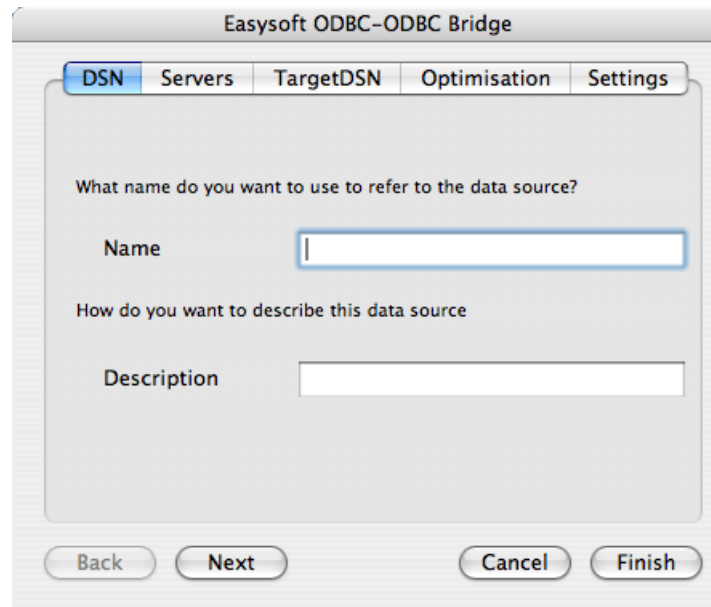 Easysoft ODBC-ODBC Bridge
DSN Servers TargetDSN Optimisation Settings
What name do you want to use to refer to the data source?
Name
How do you want to describe this data source
Description
Back Next Cancel Finish